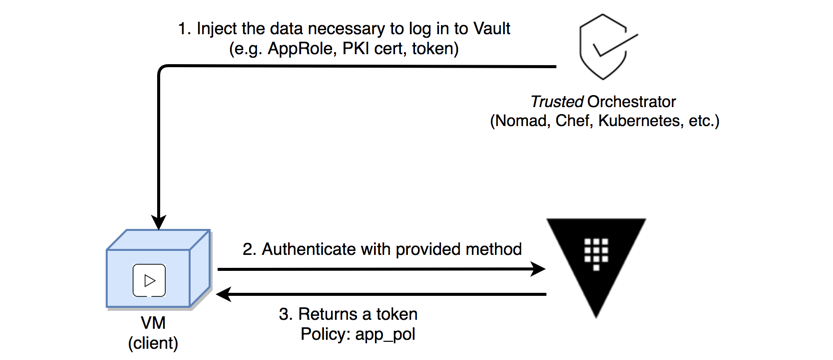 1. Inject the data necessary to log in to Vault
(e.g. AppRole, PKI cert, token)
Trusted Orchestrator
(Nomad, Chef, Kubernetes, etc.)
2. Authenticate with provided method
3. Returns a token
Policy: app_pol
VM
(client)